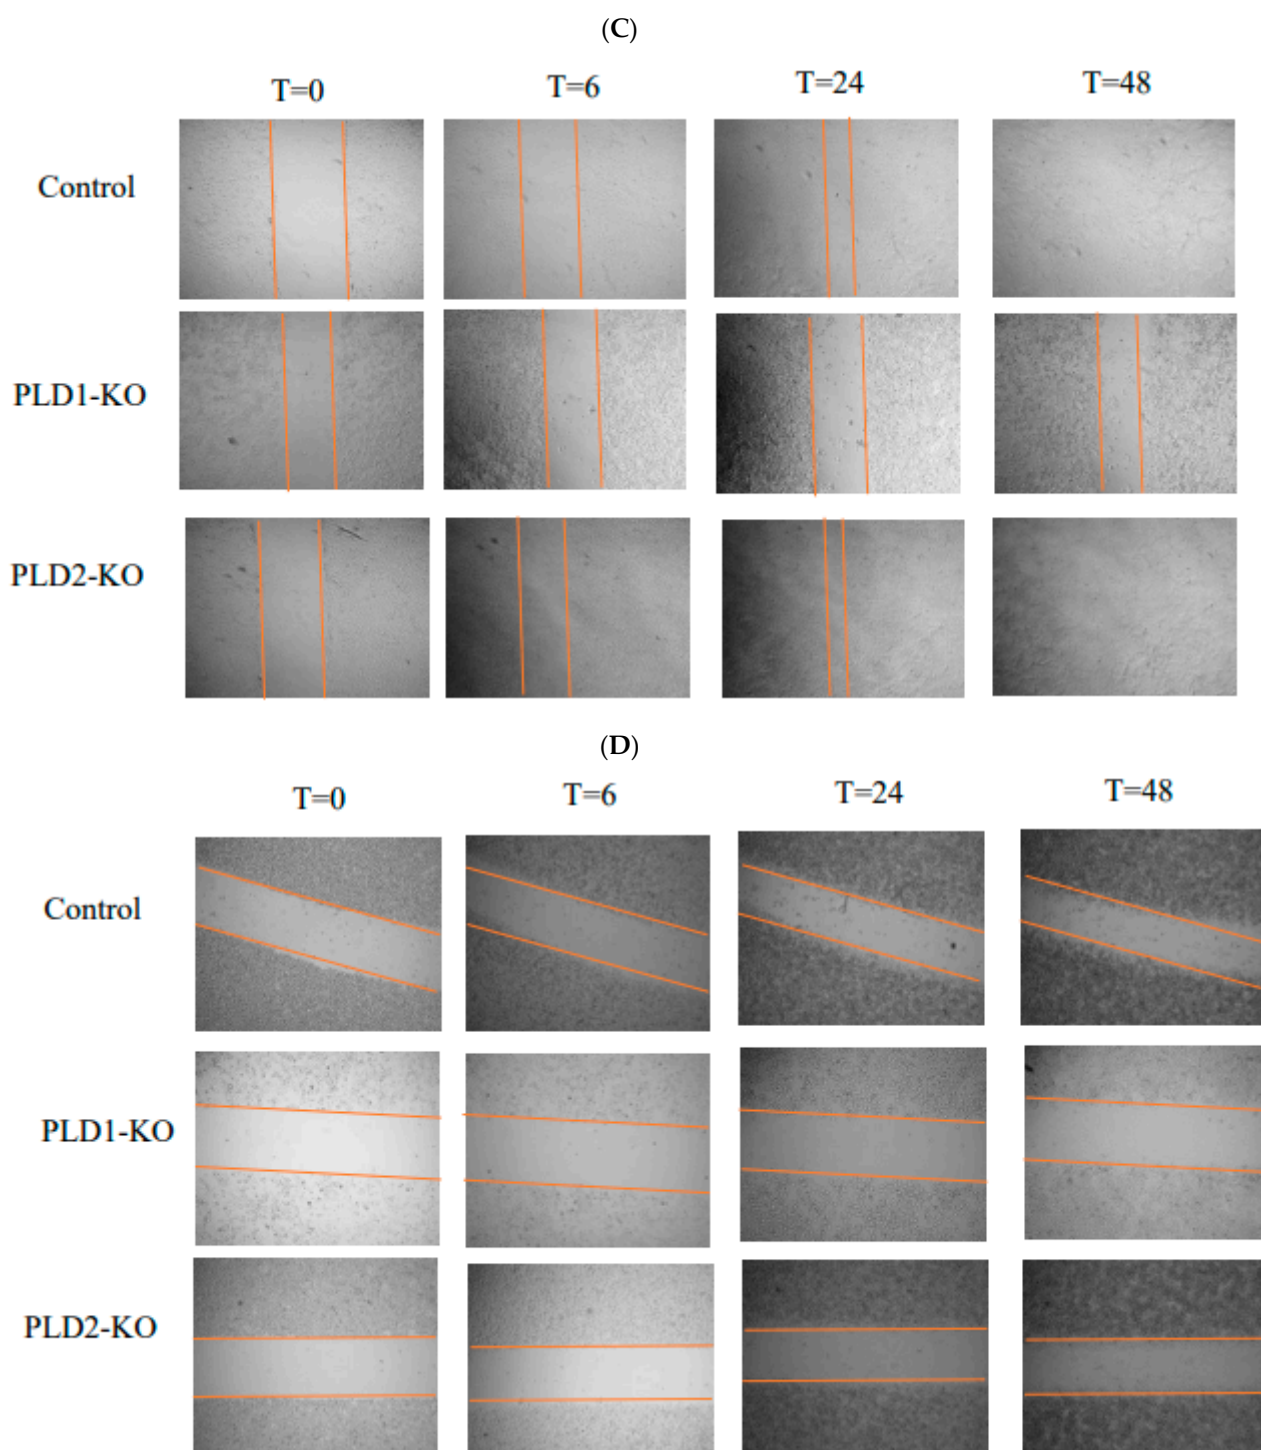 (C)
T=0 T=6 T=24 T=48
Control
PLD1-KO
PLD2-KO
(D)
T=0 T=6 T=24 T=48
Control
PLD1-KO
PLD2-KO